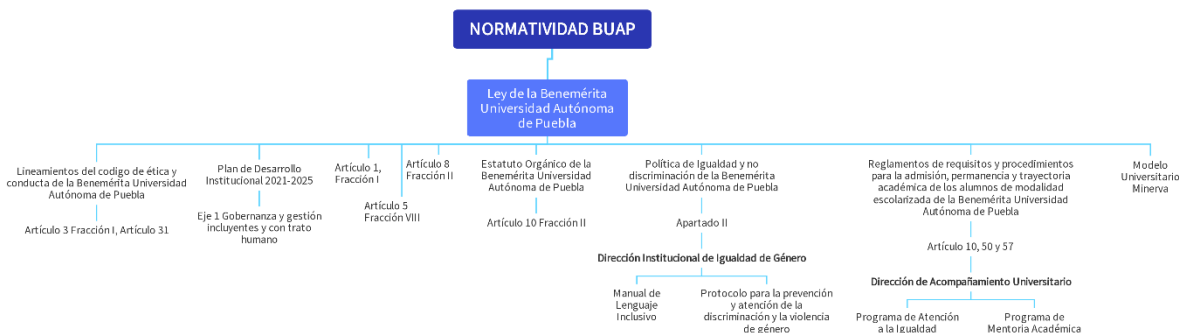 NORMATIVIDAD BUAP
Ley de la Benemérita
Universidad Autónoma
de Puebla
Lineamientos del codigo de ética y
conducta de la Benemérita Universidad
Autónoma de Puebla
Artículo 3 Fracción I, Artículo 31
Plan de Desarrollo
Institucional 2021-2025
Eje 1 Gobernanza y gestión
incluyentes y con trato
humano
Artículo 1,
Fracción I
Artículo 5
Fracción VIII
Artículo 8
Fracción II
Estatuto Orgánico de la
Benemérita Universidad
Autónoma de Puebla
Artículo 10 Fracción II
Política de Igualdad y no
discriminación de la Benemérita
Universidad Autónoma de Puebla
Apartado II
Dirección Institucional de Igualdad de Género
Manual de
Lenguaje
Inclusivo
Protocolo para la prevención
y atención de la
discriminación y la violencia
de género
Reglamentos de requisitos y procedimientos
para la admisión, permanencia y trayectoria
académica de los alumnos de modalidad
escolarizada de la Benemérita Universidad
Autónoma de Puebla
Artículo 10, 50 y 57
Dirección de Acompañamiento Universitario
Programa de Atención
a la Igualdad
Programa de
Mentoría Académica
Modelo
Universitario
Minerva